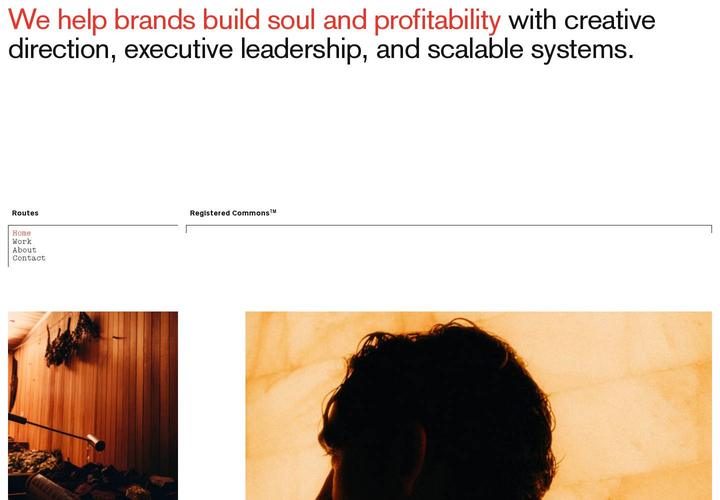 We help brands build soul and profitability with creative
direction, executive leadership, and scalable systems.
Routes
Registered Commons™
Home
Work
About
Contact